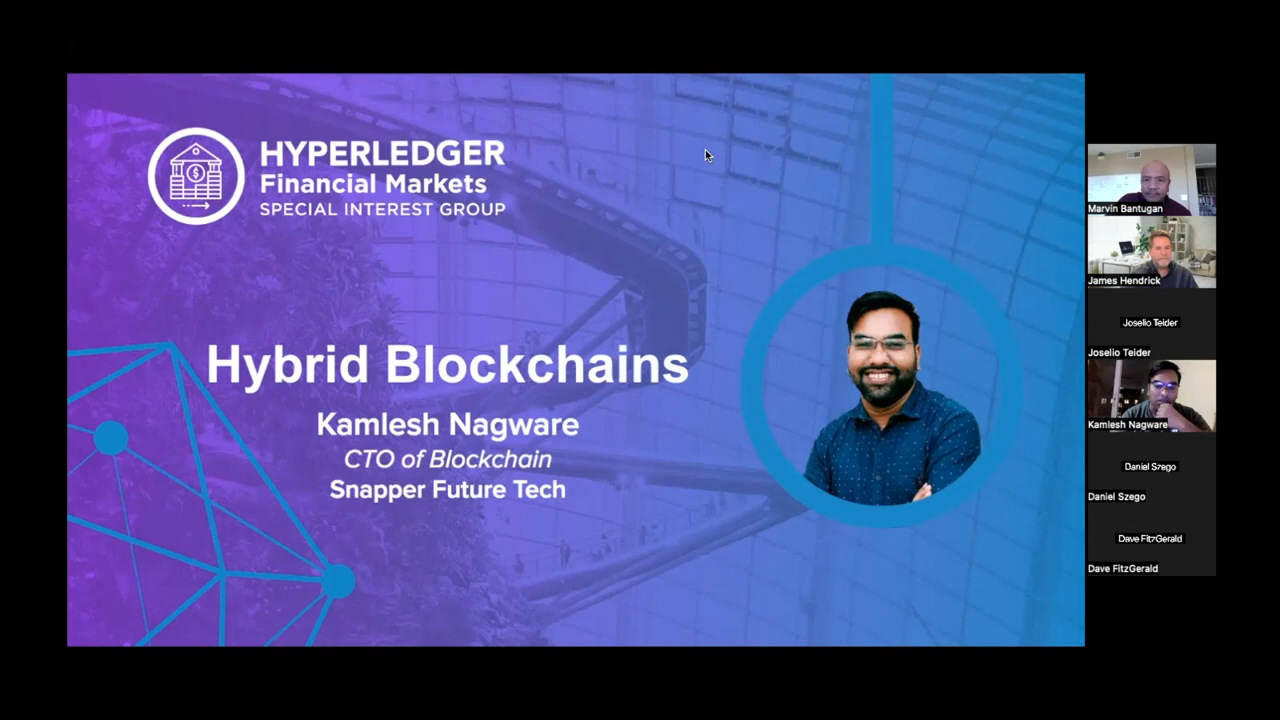 HYPERLEDGER
Financial Markets
SPECIAL INTEREST GROUP
Hybrid Blockchains
Kamlesh Nagware
CTO of Blockchain
Snapper Future Tech
Marvin Bantugan
James Hendrick
Joselio Teider
Joselio Teider
Kamlesh Nagware
Daniel Szego
Daniel Szego
Dave FitzGerald
Dave FitzGerald